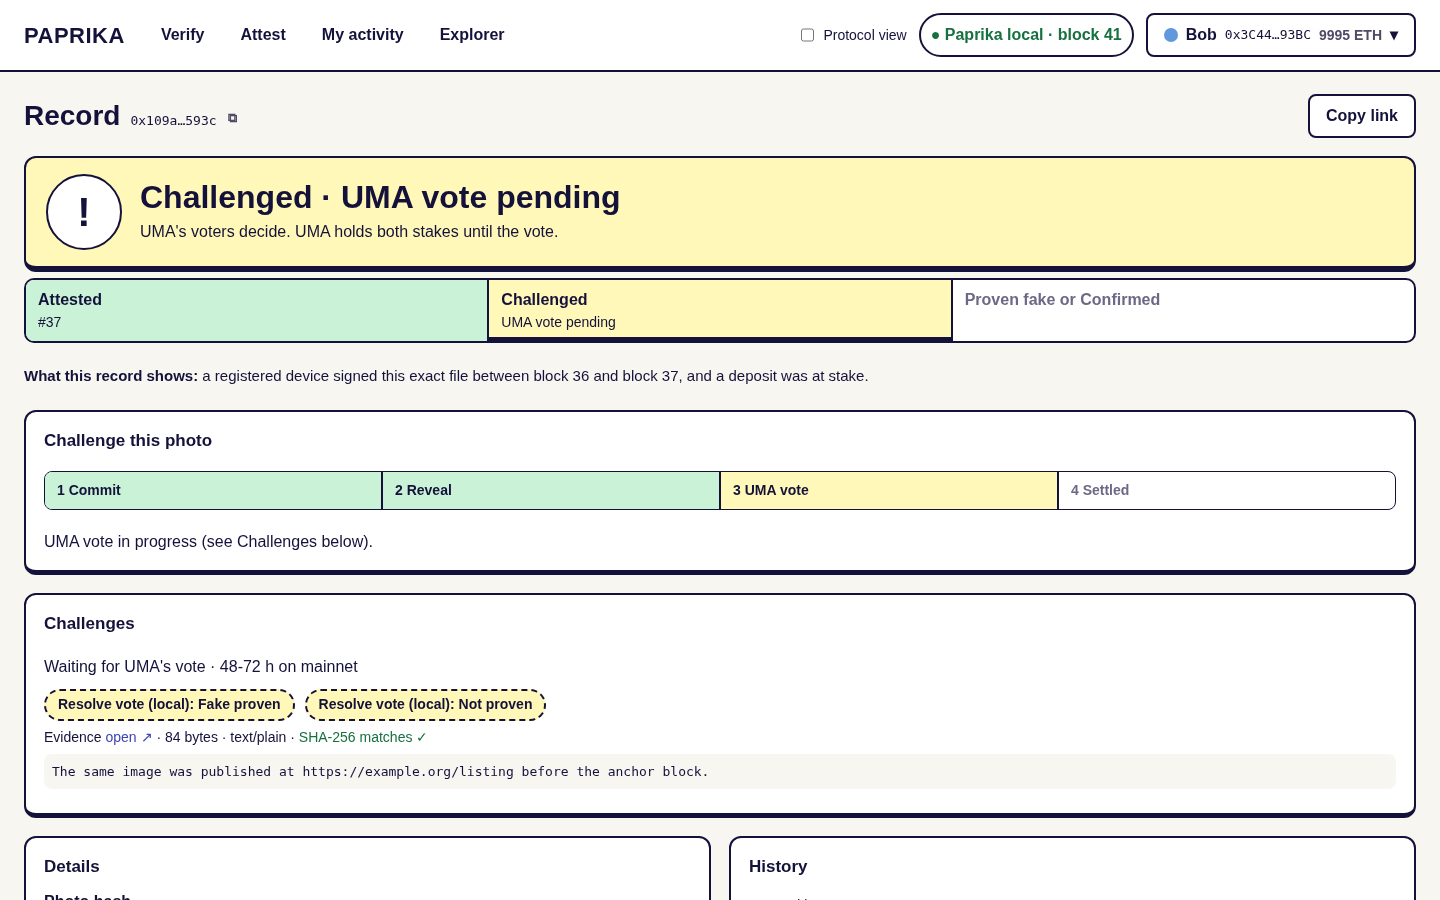 PAPRIKA Verify Attest My activity Explorer Protocol view ● Paprika local · block 41 Bob 0x3C44…93BC 9995 ETH ▼
Record 0x109a…593c ⧉ Copy link
!
Challenged · UMA vote pending
UMA's voters decide. UMA holds both stakes until the vote.
Attested Challenged Proven fake or Confirmed
#37 UMA vote pending
What this record shows: a registered device signed this exact file between block 36 and block 37, and a deposit was at stake.
Challenge this photo
1 Commit 2 Reveal 3 UMA vote 4 Settled
UMA vote in progress (see Challenges below).
Challenges
Waiting for UMA's vote · 48-72 h on mainnet
Resolve vote (local): Fake proven Resolve vote (local): Not proven
Evidence open ↗ · 84 bytes · text/plain · SHA-256 matches ✓
The same image was published at https://example.org/listing before the anchor block.
Details History
Photo hash